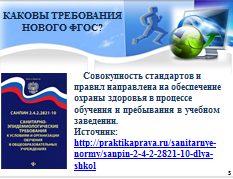 КАКОВЫ ТРЕБОВАНИЯ
НОВОГО ФГОС?
САНПИН 2.4.2.2821-10
САНИТАРНО-
ЭПИДЕМИОЛОГИЧЕСКИЕ
ТРЕБОВАНИЯ
К УСЛОВИЯМ И ОРГАНИЗАЦИИ
ОБУЧЕНИЯ
В ОБЩЕОБРАЗОВАТЕЛЬНЫХ
УЧРЕЖДЕНИЯХ
Совокупность стандартов и
правил направлена на обеспечение
охраны здоровья в процессе
обучения и пребывания в учебном
заведении.
Источник:
http://praktikaprava.ru/sanitarnye-
normy/sanpin-2-4-2-2821-10-dlya-
shkol
5